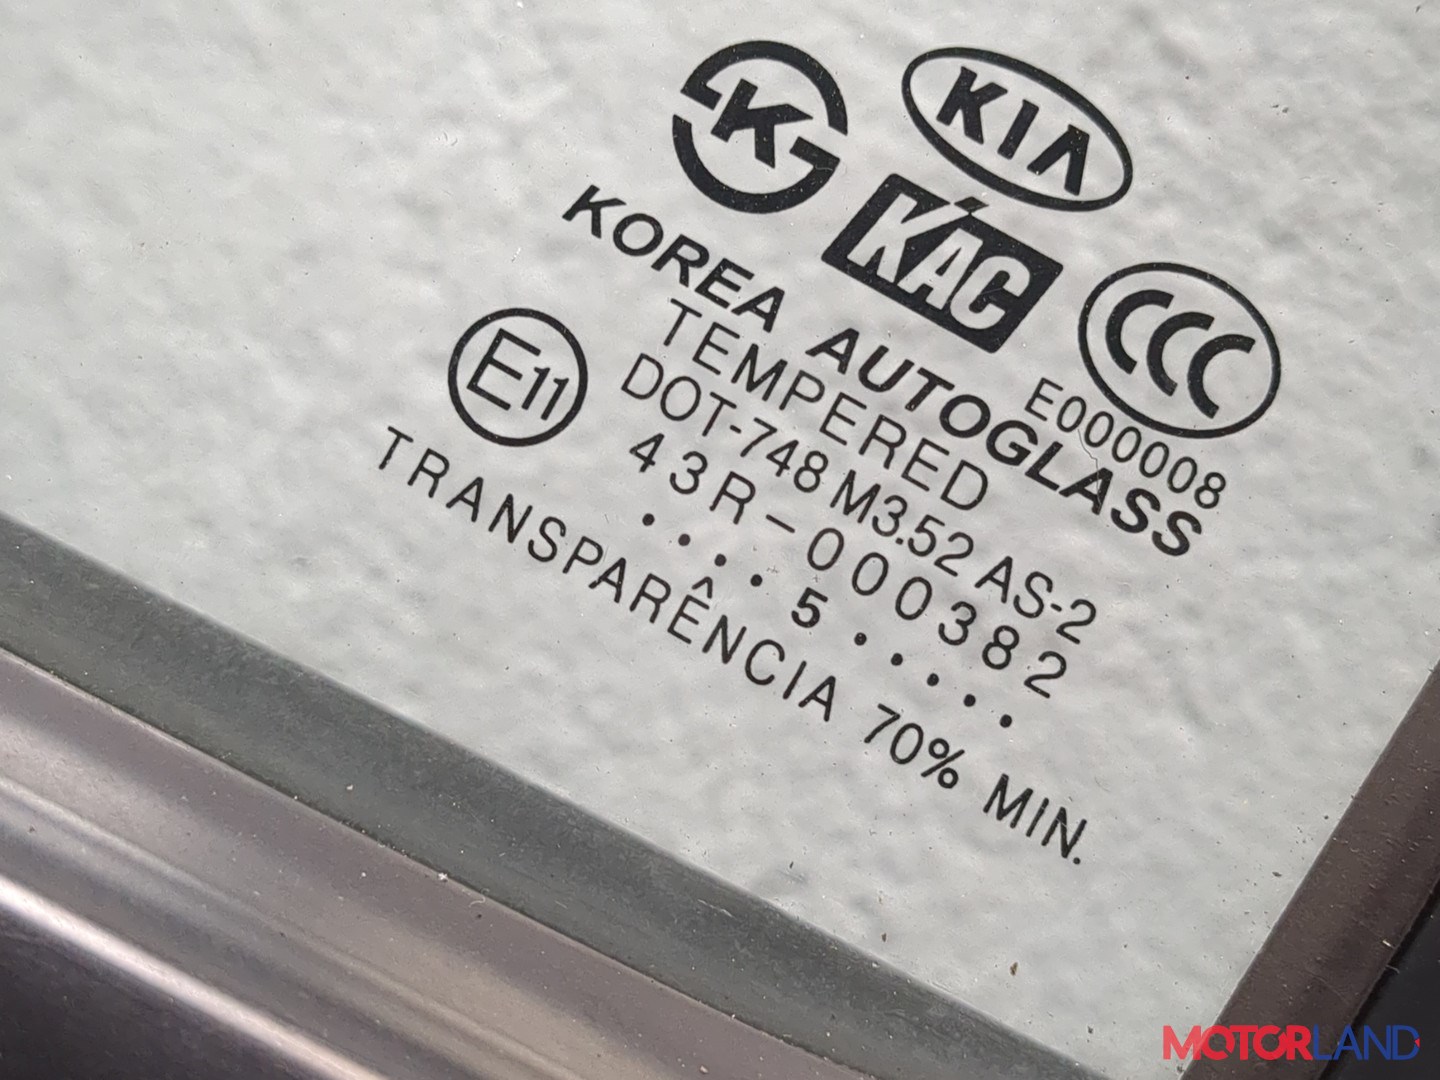 K
KIA
KAC
CCC
E000008
KOREA AUTOGLASS
TEMPERED
E11
DOT-748 M3.52 AS-2
43R-000382
....5.....
TRANSPARÊNCIA 70% MIN.
MOTORLAND